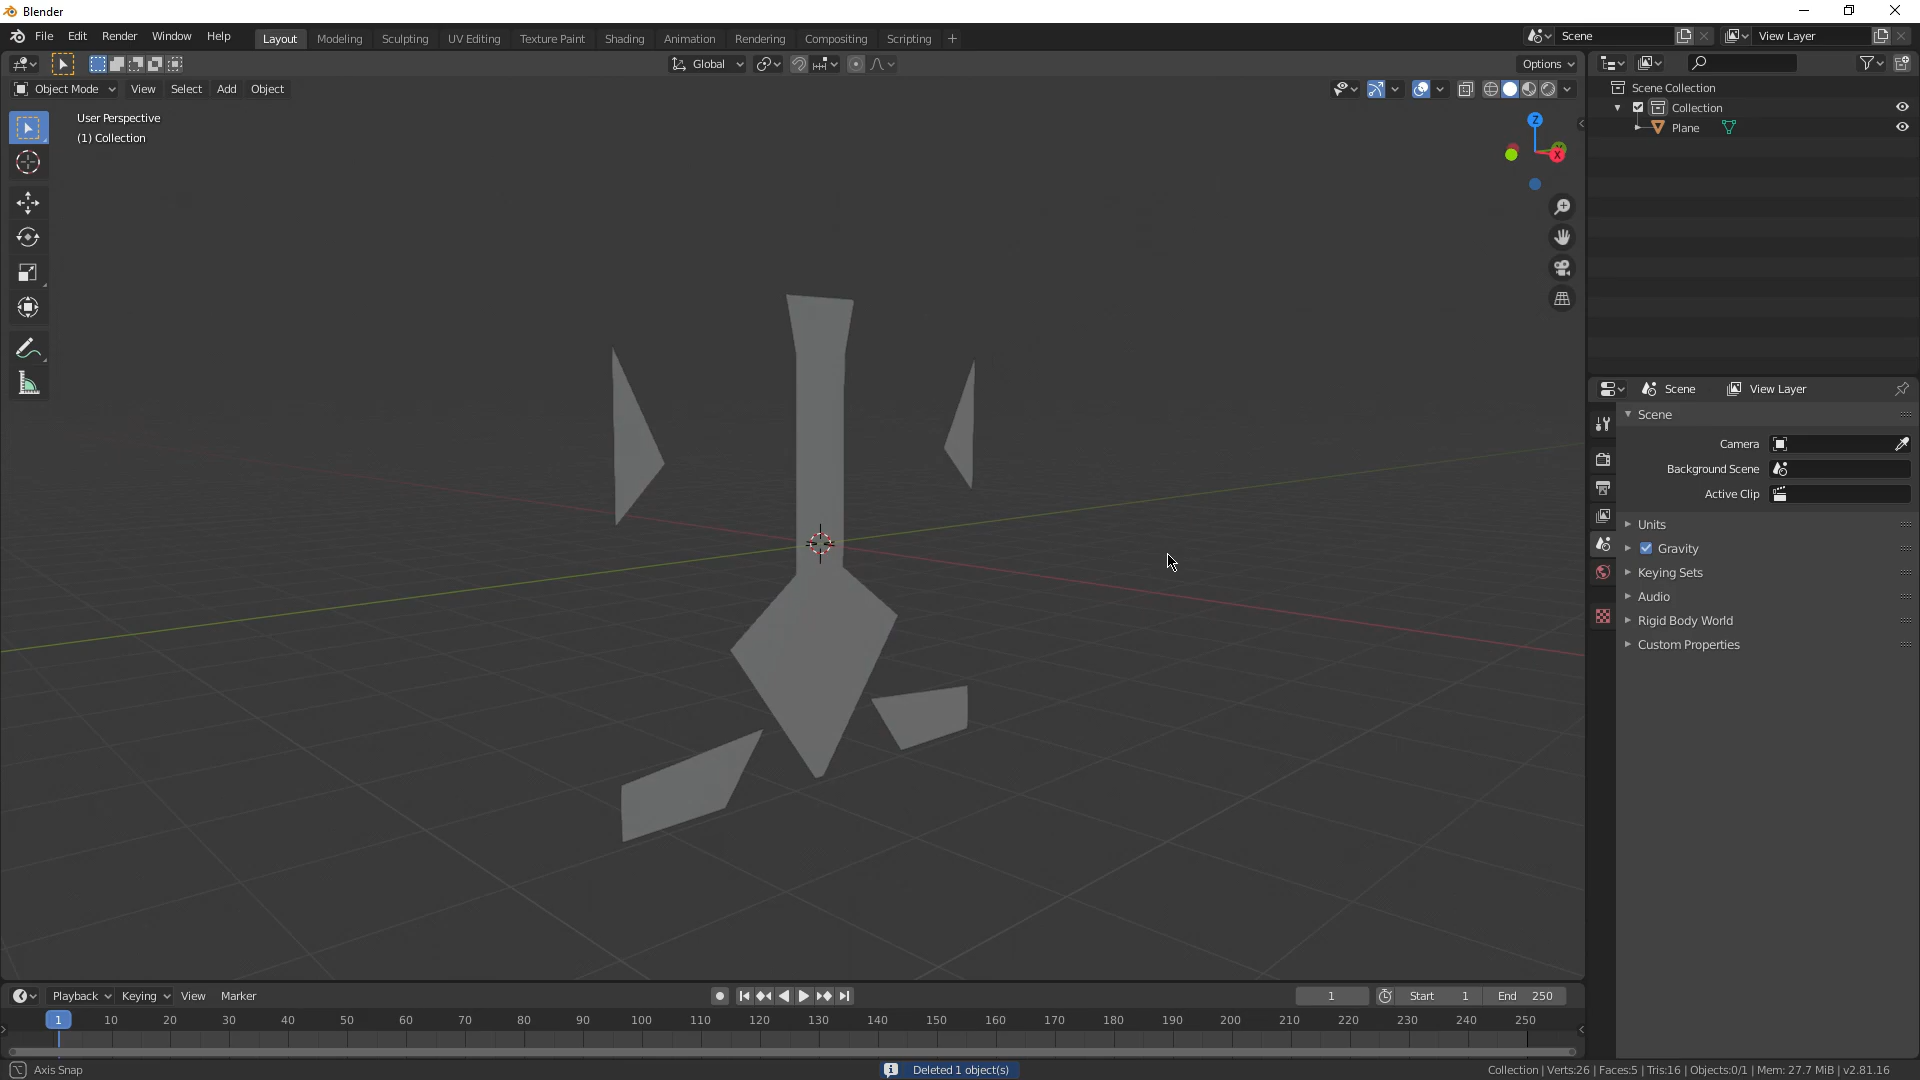 Blender
File Edit Render Window Help Layout Modeling Sculpting UV Editing Texture Paint Shading Animation Rendering Compositing Scripting + Scene View Layer
Global Options
Object Mode View Select Add Object
User Perspective
(1) Collection
Z
X
Scene Collection
Collection
Plane
Scene View Layer
Scene
Camera
Background Scene
Active Clip
Units
Gravity
Keying Sets
Audio
Rigid Body World
Custom Properties
Playback Keying View Marker 1 Start 1 End 250
1 10 20 30 40 50 60 70 80 90 100 110 120 130 140 150 160 170 180 190 200 210 220 230 240 250
Axis Snap Deleted 1 object(s) Collection | Verts:26 | Faces:5 | Tris:16 | Objects:0/1 | Mem: 27.7 MiB | v2.81.16